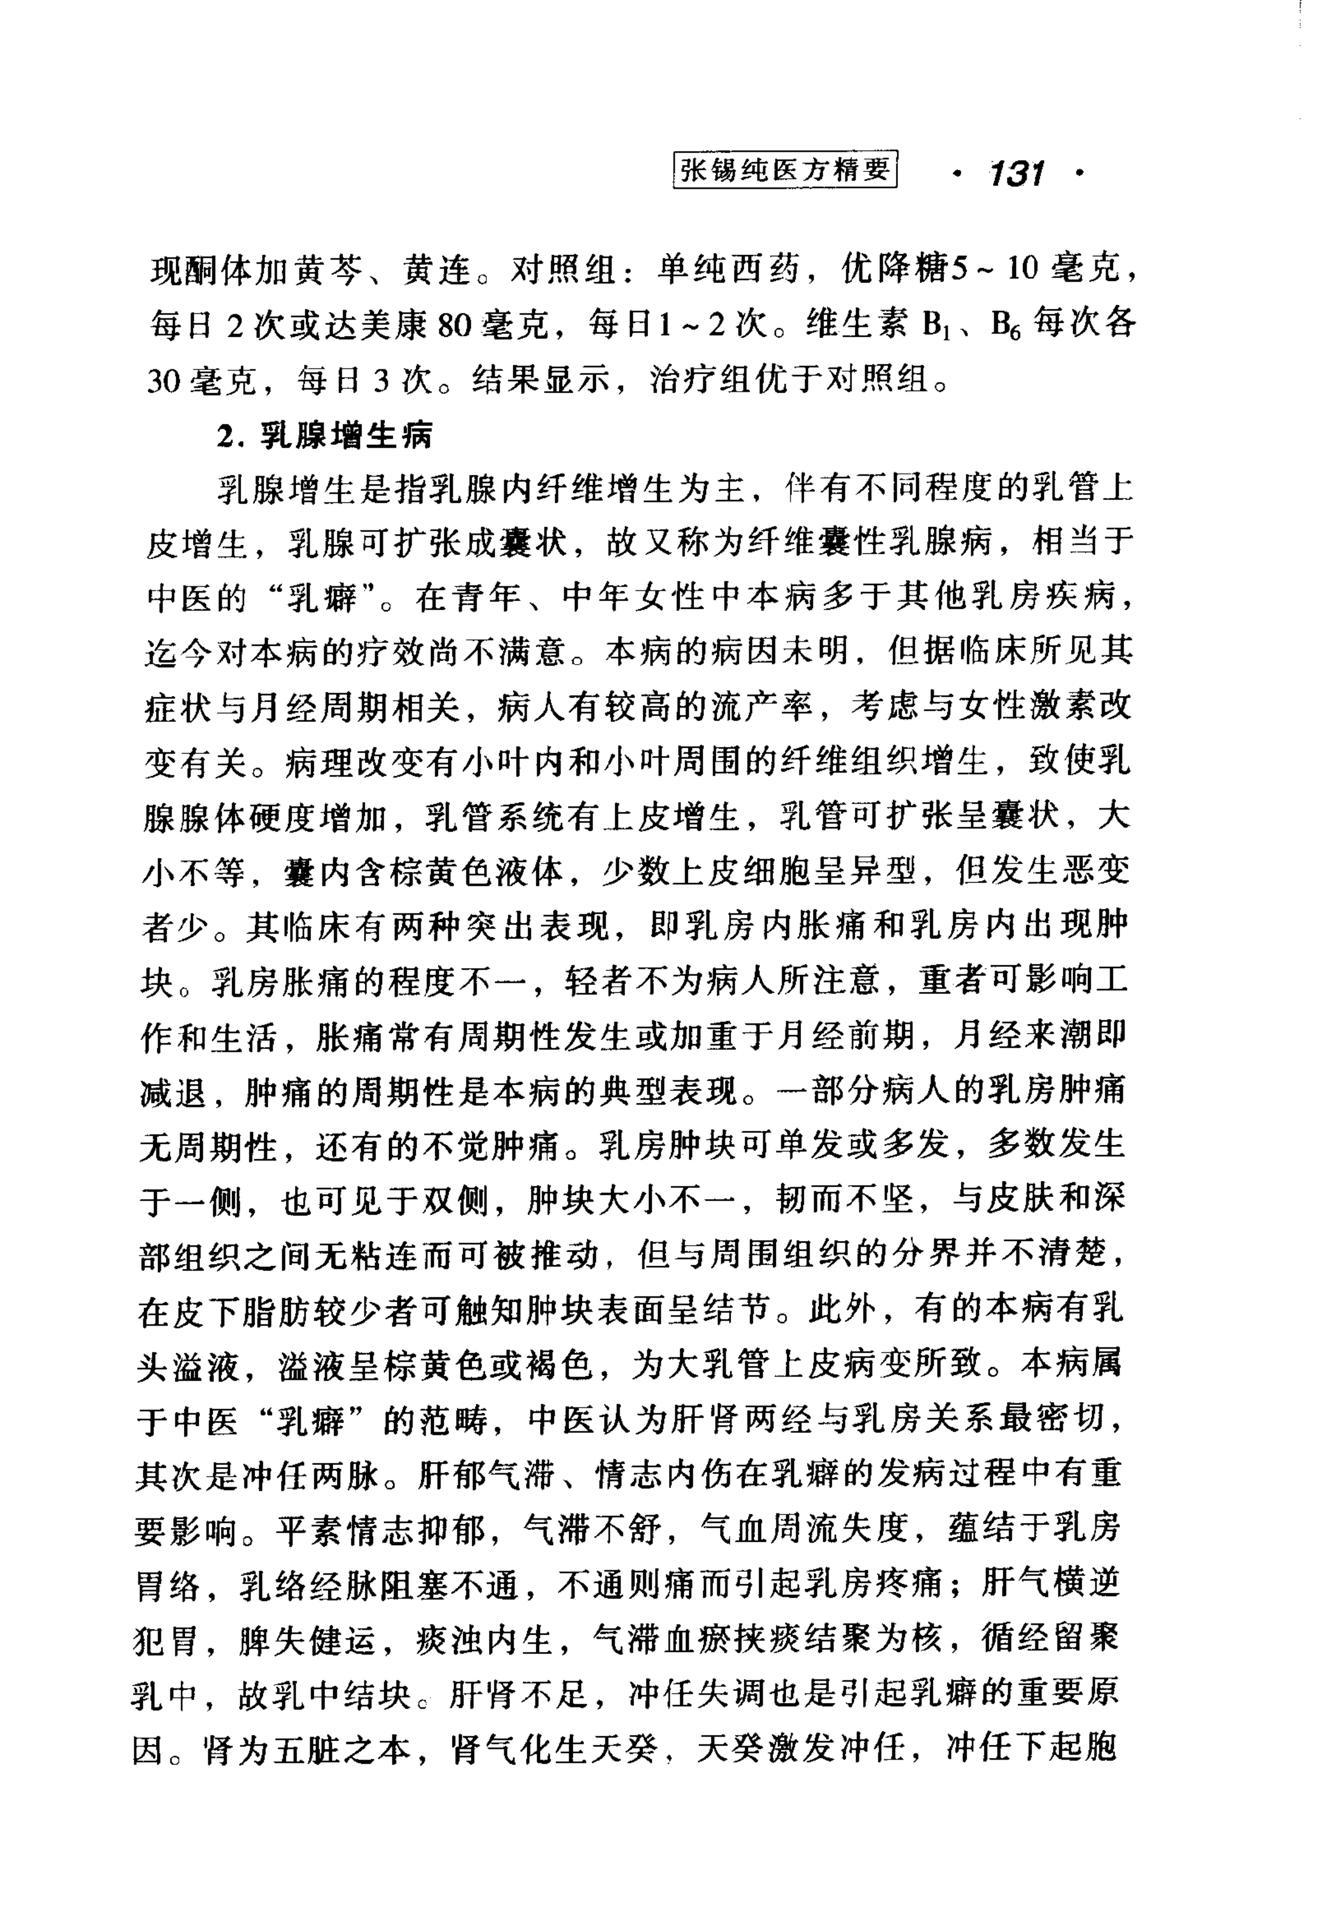 张锡纯医方精要 · 131 ·
现酮体加黄芩、黄连。对照组：单纯西药，优降糖5～10 毫克，
每日 2 次或达美康 80 毫克，每日1～2 次。维生素 B₁、B₆ 每次各
30 毫克，每日 3 次。结果显示，治疗组优于对照组。
2. 乳腺增生病
乳腺增生是指乳腺内纤维增生为主，伴有不同程度的乳管上
皮增生，乳腺可扩张成囊状，故又称为纤维囊性乳腺病，相当于
中医的“乳癖”。在青年、中年女性中本病多于其他乳房疾病，
迄今对本病的疗效尚不满意。本病的病因未明，但据临床所见其
症状与月经周期相关，病人有较高的流产率，考虑与女性激素改
变有关。病理改变有小叶内和小叶周围的纤维组织增生，致使乳
腺腺体硬度增加，乳管系统有上皮增生，乳管可扩张呈囊状，大
小不等，囊内含棕黄色液体，少数上皮细胞呈异型，但发生恶变
者少。其临床有两种突出表现，即乳房内胀痛和乳房内出现肿
块。乳房胀痛的程度不一，轻者不为病人所注意，重者可影响工
作和生活，胀痛常有周期性发生或加重于月经前期，月经来潮即
减退，肿痛的周期性是本病的典型表现。一部分病人的乳房肿痛
无周期性，还有的不觉肿痛。乳房肿块可单发或多发，多数发生
于一侧，也可见于双侧，肿块大小不一，韧而不坚，与皮肤和深
部组织之间无粘连而可被推动，但与周围组织的分界并不清楚，
在皮下脂肪较少者可触知肿块表面呈结节。此外，有的本病有乳
头溢液，溢液呈棕黄色或褐色，为大乳管上皮病变所致。本病属
于中医“乳癖”的范畴，中医认为肝肾两经与乳房关系最密切，
其次是冲任两脉。肝郁气滞、情志内伤在乳癖的发病过程中有重
要影响。平素情志抑郁，气滞不舒，气血周流失度，蕴结于乳房
胃络，乳络经脉阻塞不通，不通则痛而引起乳房疼痛；肝气横逆
犯胃，脾失健运，痰浊内生，气滞血瘀挟痰结聚为核，循经留聚
乳中，故乳中结块。肝肾不足，冲任失调也是引起乳癖的重要原
因。肾为五脏之本，肾气化生天癸，天癸激发冲任，冲任下起胞